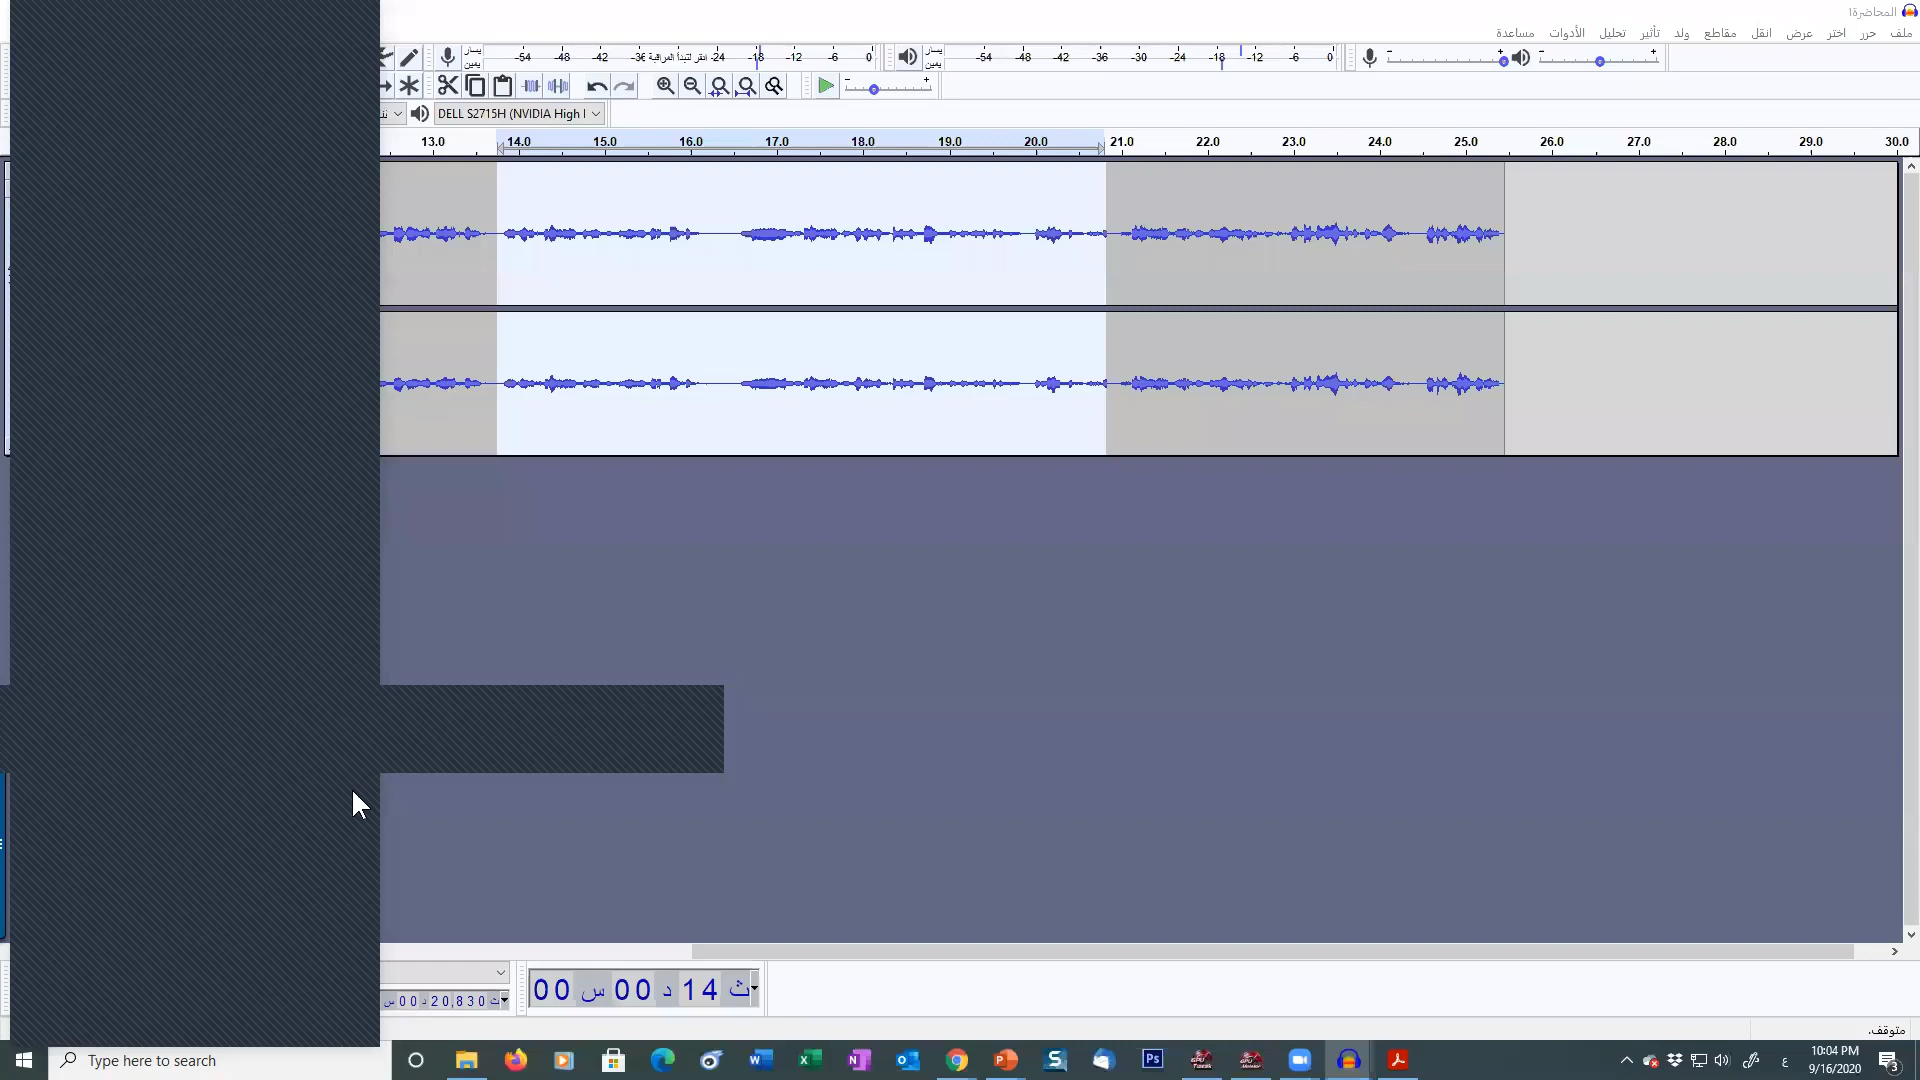 المحاضرة١
ملف حرر اختر عرض انقل مقاطع ولد تأثير تحليل الأدوات مساعدة
يسار
يمين
-54 -48 -42 -36 انقر لتبدأ المراقبة -24 -18 -12 -6 0
يسار
يمين
-54 -48 -42 -36 -30 -24 -18 -12 -6 0
DELL S2715H (NVIDIA High I
13.0 14.0 15.0 16.0 17.0 18.0 19.0 20.0 21.0 22.0 23.0 24.0 25.0 26.0 27.0 28.0 29.0 30.0
00 س 00 د 20,830 ث
00 س 00 د 14 ث
متوقف.
Type here to search
ع
10:04 PM
9/16/2020
3